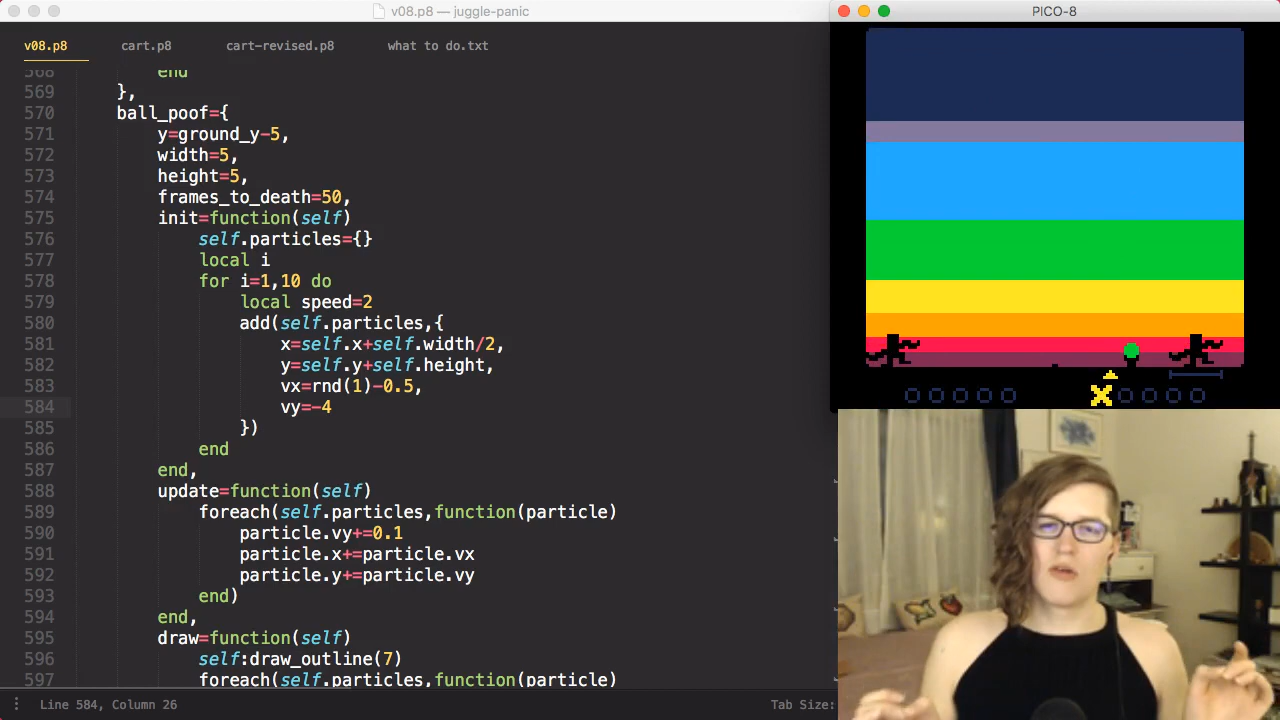 v08.p8 — juggle-panic
PICO-8
v08.p8
cart.p8
cart-revised.p8
what to do.txt
568 end
569 },
570 ball_poof={
571 y=ground_y-5,
572 width=5,
573 height=5,
574 frames_to_death=50,
575 init=function(self)
576 self.particles={}
577 local i
578 for i=1,10 do
579 local speed=2
580 add(self.particles,{
581 x=self.x+self.width/2,
582 y=self.y+self.height,
583 vx=rnd(1)-0.5,
584 vy=-4
585 })
586 end
587 end,
588 update=function(self)
589 foreach(self.particles,function(particle)
590 particle.vy+=0.1
591 particle.x+=particle.vx
592 particle.y+=particle.vy
593 end)
594 end,
595 draw=function(self)
596 self:draw_outline(7)
597 foreach(self.particles,function(particle)
Line 584, Column 26
Tab Size: